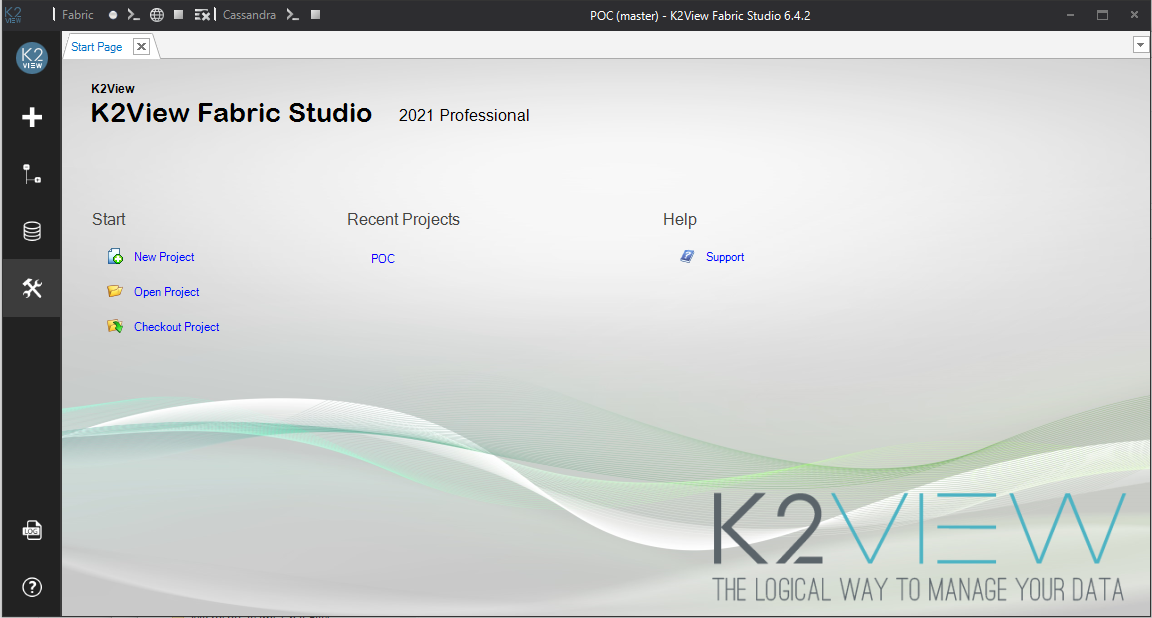 K2
VIEW
Fabric
Cassandra
POC (master) - K2View Fabric Studio 6.4.2
K2
VIEW
Start Page
K2View
K2View Fabric Studio 2021 Professional
Start
Recent Projects
Help
New Project
POC
Support
Open Project
Checkout Project
LOG
K2VIEW
THE LOGICAL WAY TO MANAGE YOUR DATA